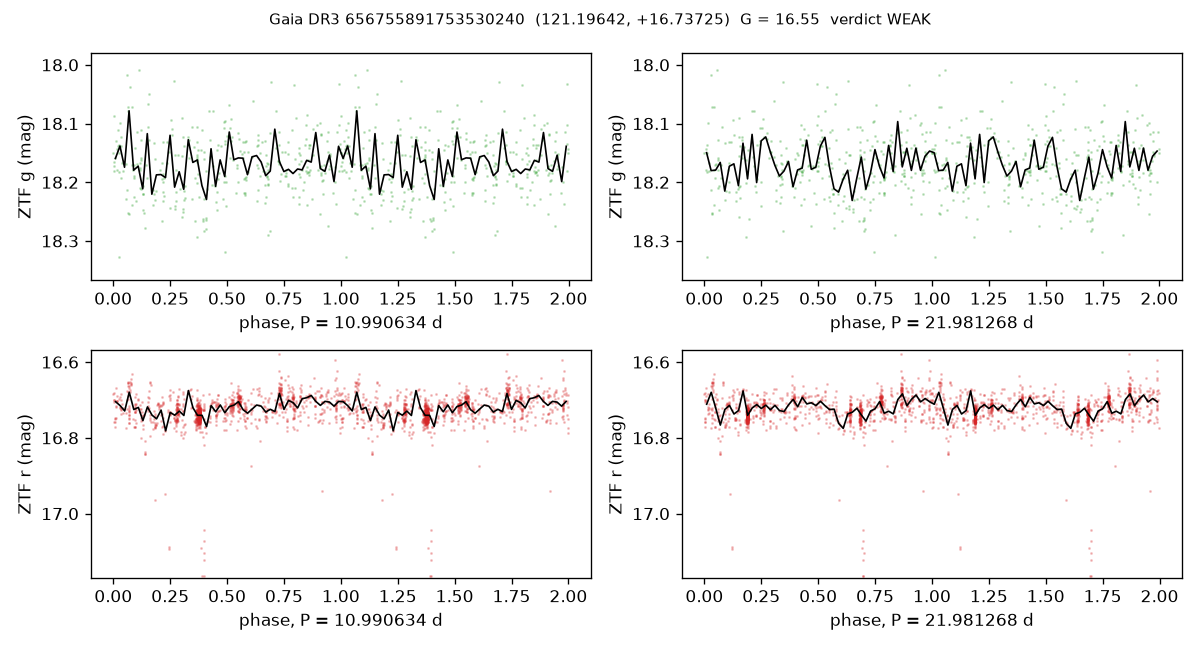 Gaia DR3 656755891753530240  (121.19642, +16.73725)  G = 16.55  verdict WEAK
18.0
18.1
18.2
18.3
ZTF g (mag)
0.00 0.25 0.50 0.75 1.00 1.25 1.50 1.75 2.00
phase, P = 10.990634 d
18.0
18.1
18.2
18.3
ZTF g (mag)
0.00 0.25 0.50 0.75 1.00 1.25 1.50 1.75 2.00
phase, P = 21.981268 d
16.6
16.8
17.0
ZTF r (mag)
0.00 0.25 0.50 0.75 1.00 1.25 1.50 1.75 2.00
phase, P = 10.990634 d
16.6
16.8
17.0
ZTF r (mag)
0.00 0.25 0.50 0.75 1.00 1.25 1.50 1.75 2.00
phase, P = 21.981268 d